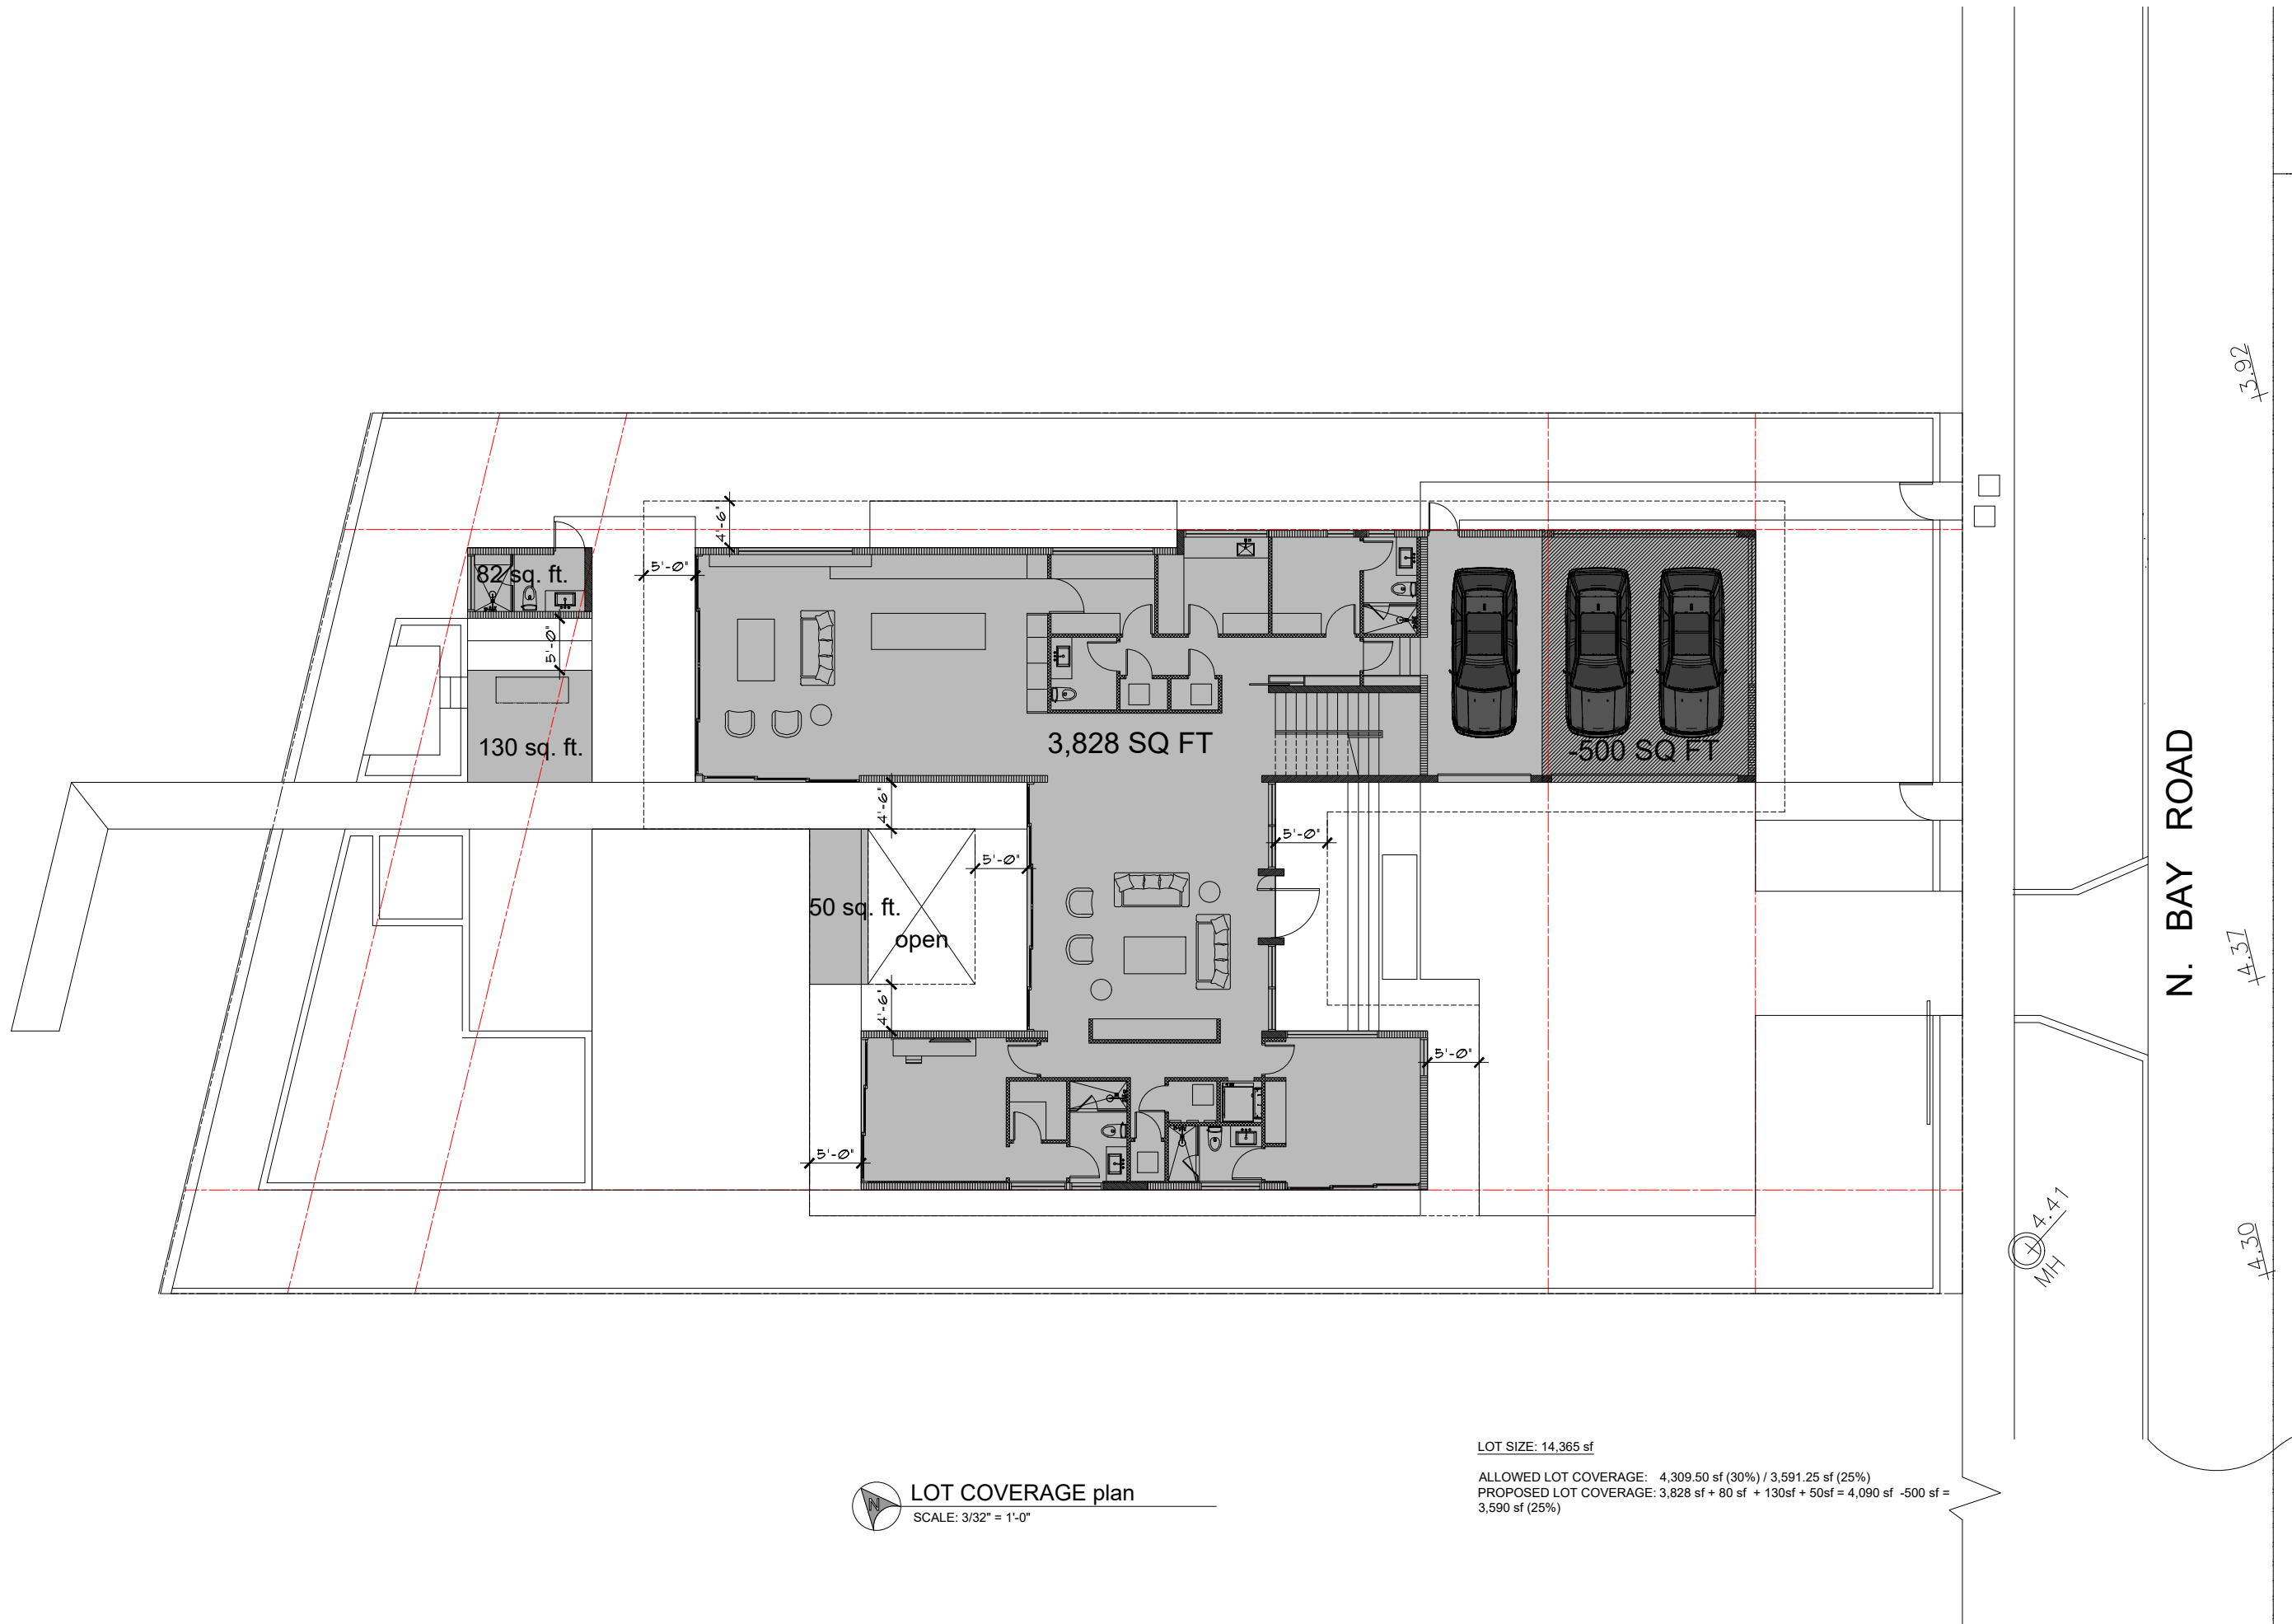 3.92
4'-6"
5'-0"
82 sq. ft.
5'-0"
130 sq. ft.
3,828 SQ FT
-500 SQ FT
N. BAY ROAD
4'-6"
5'-0"
5'-0"
50 sq. ft.
open
4.37
4'-6"
5'-0"
5'-0"
4.41
MH
4.30
LOT SIZE: 14,365 sf
ALLOWED LOT COVERAGE: 4,309.50 sf (30%) / 3,591.25 sf (25%)
PROPOSED LOT COVERAGE: 3,828 sf + 80 sf + 130sf + 50sf = 4,090 sf -500 sf =
3,590 sf (25%)
N
LOT COVERAGE plan
SCALE: 3/32" = 1'-0"